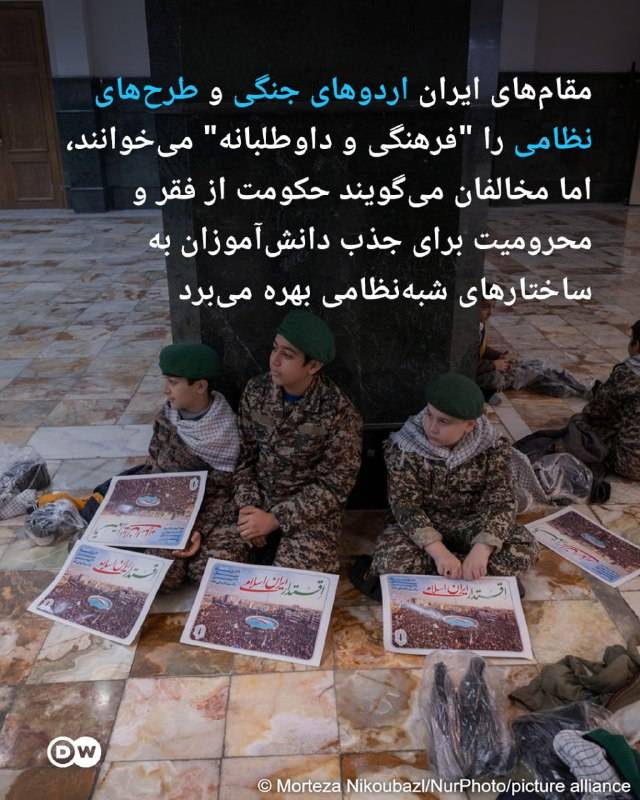 مقام‌های ایران اردوهای جنگی و طرح‌های
نظامی را "فرهنگی و داوطلبانه" می‌خوانند،
اما مخالفان می‌گویند حکومت از فقر و
محرومیت برای جذب دانش‌آموزان به
ساختارهای شبه‌نظامی بهره می‌برد
اقتدار ایران اسلامی
اقتدار ایران اسلامی
اقتدار ایران اسلامی
DW
© Morteza Nikoubazl/NurPhoto/picture alliance